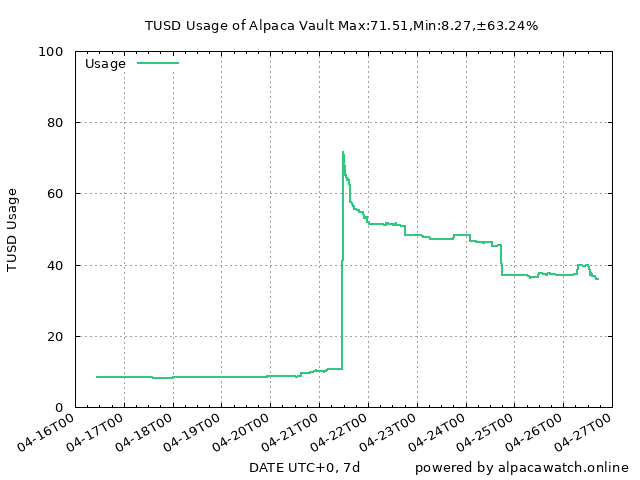 TUSD Usage of Alpaca Vault Max:71.51,Min:8.27,±63.24%
Usage
TUSD Usage
100
80
60
40
20
0
04-16T00
04-17T00
04-18T00
04-19T00
04-20T00
04-21T00
04-22T00
04-23T00
04-24T00
04-25T00
04-26T00
04-27T00
DATE UTC+0, 7d
powered by alpacawatch.online